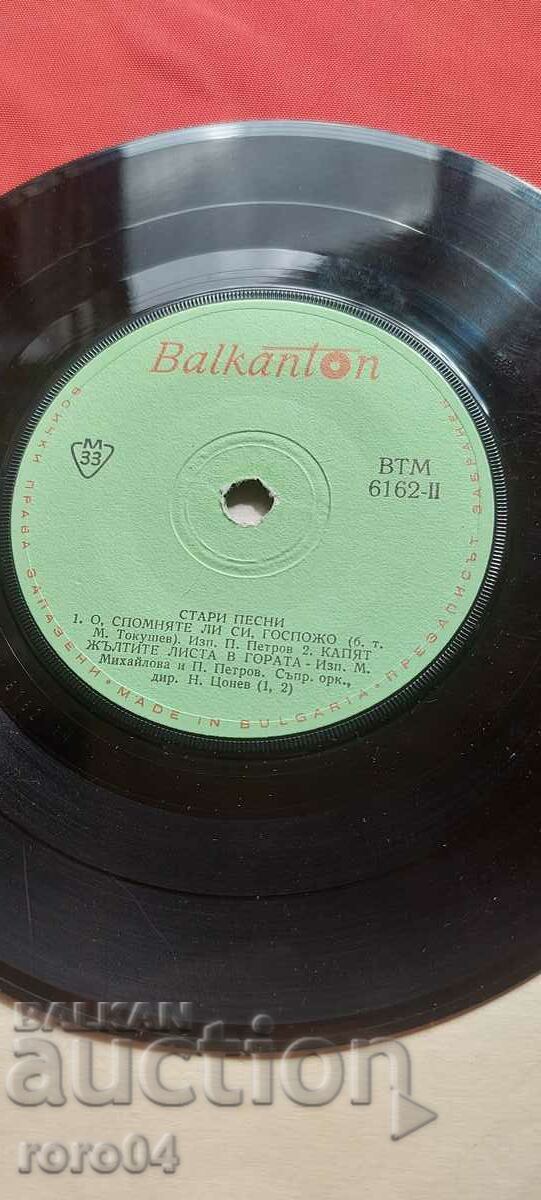 Balkanton
М
33
ВТМ
6162-II
СТАРИ ПЕСНИ
1. О, СПОМНЯТЕ ЛИ СИ, ГОСПОЖО (б. т.
М. Токушев). Изп. П. Петров 2. КАПЯТ
ЖЪЛТИТЕ ЛИСТА В ГОРАТА - Изп. М.
Михайлова и П. Петров. Съпр. орк.,
дир. Н. Цонев (1, 2)
ВСИЧКИ ПРАВА ЗАПАЗЕНИ • MADE IN BULGARIA • ПРЕЗАПИСЪТ ЗАБРАНЕН
BALKAN
auction
roro04